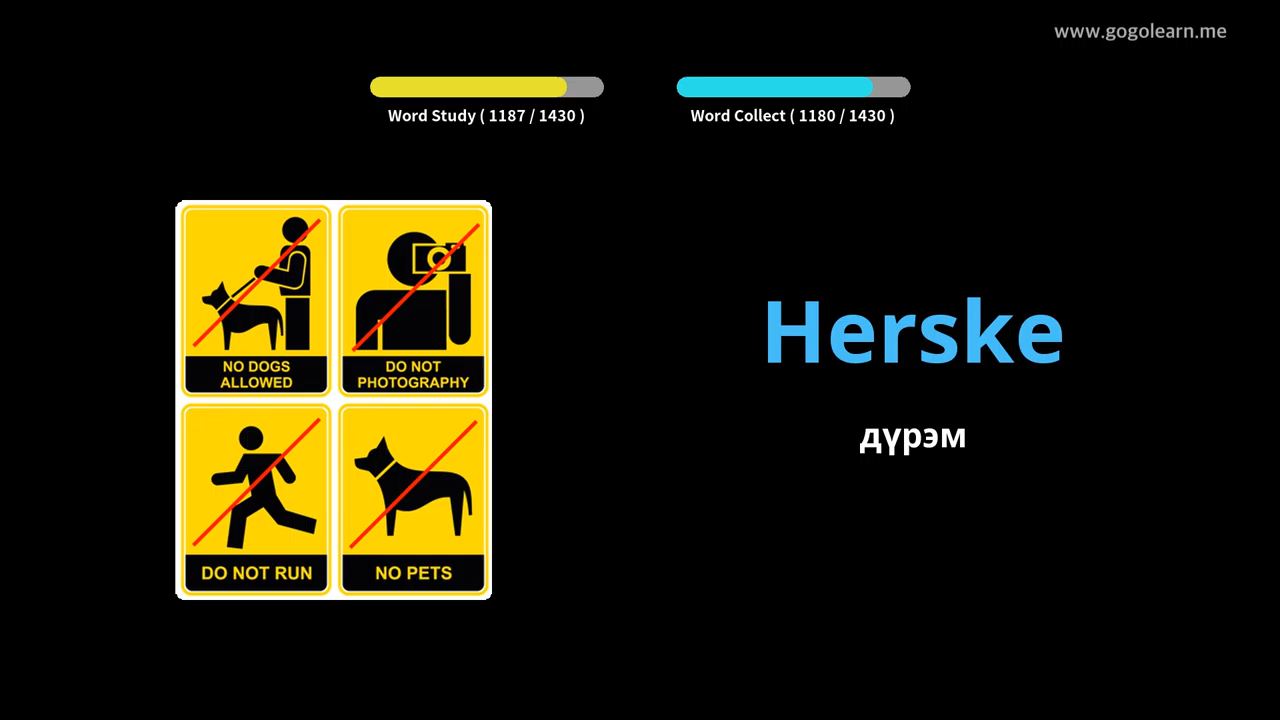 www.gogolearn.me
Word Study ( 1187 / 1430 )
Word Collect ( 1180 / 1430 )
NO DOGS
ALLOWED
DO NOT
PHOTOGRAPHY
DO NOT RUN
NO PETS
Herske
дүрэм